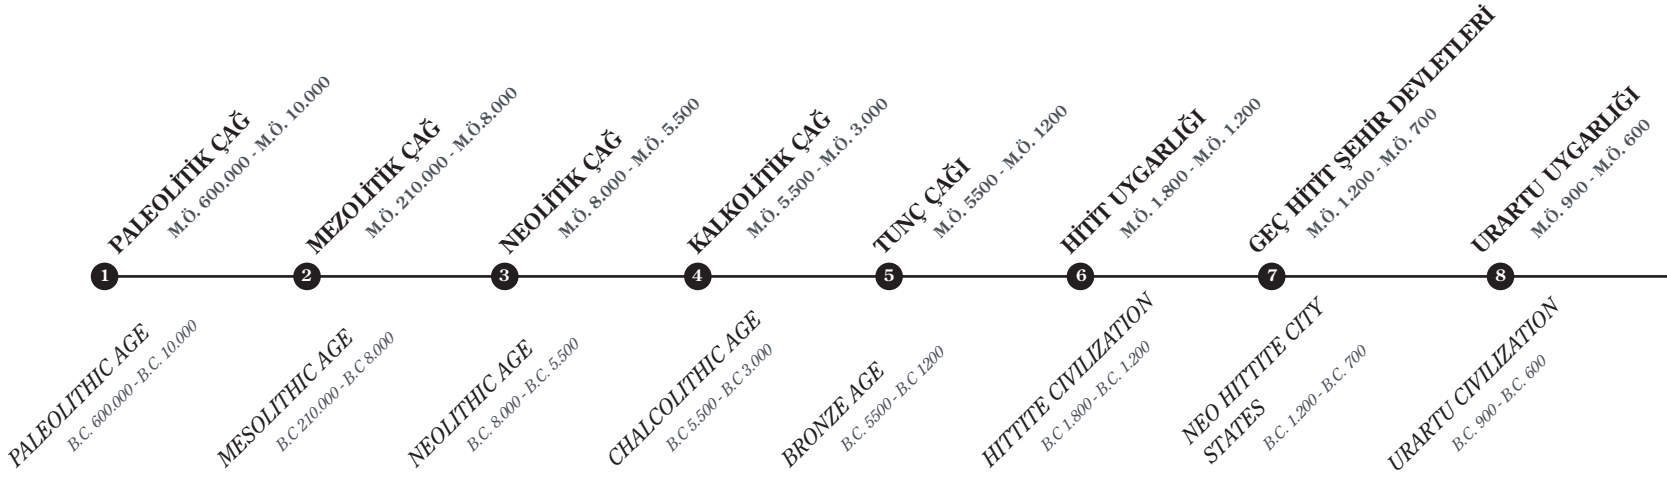 PALEOLİTİK ÇAĞ
M.Ö. 600.000 - M.Ö. 10.000
MEZOLİTİK ÇAĞ
M.Ö. 210.000 - M.Ö.8.000
NEOLİTİK ÇAĞ
M.Ö. 8.000 - M.Ö. 5.500
KALKOLİTİK ÇAĞ
M.Ö. 5.500 - M.Ö. 3.000
TUNÇ ÇAĞI
M.Ö. 5500 - M.Ö. 1200
HİTİT UYGARLIĞI
M.Ö. 1.800 - M.Ö. 1.200
GEÇ HİTİT ŞEHİR DEVLETLERİ
M.Ö. 1.200 - M.Ö. 700
URARTU UYGARLIĞI
M.Ö. 900 - M.Ö. 600
1
2
3
4
5
6
7
8
PALEOLITHIC AGE
B.C. 600.000 - B.C. 10.000
MESOLITHIC AGE
B.C 210.000 - B.C 8.000
NEOLITHIC AGE
B.C. 8.000 - B.C. 5.500
CHALCOLITHIC AGE
B.C 5.500 - B.C 3.000
BRONZE AGE
B.C. 5500 - B.C 1200
HITTITE CIVILIZATION
B.C 1.800 - B.C. 1.200
NEO HITTITE CITY
STATES
B.C. 1.200 - B.C. 700
URARTU CIVILIZATION
B.C. 900 - B.C. 600